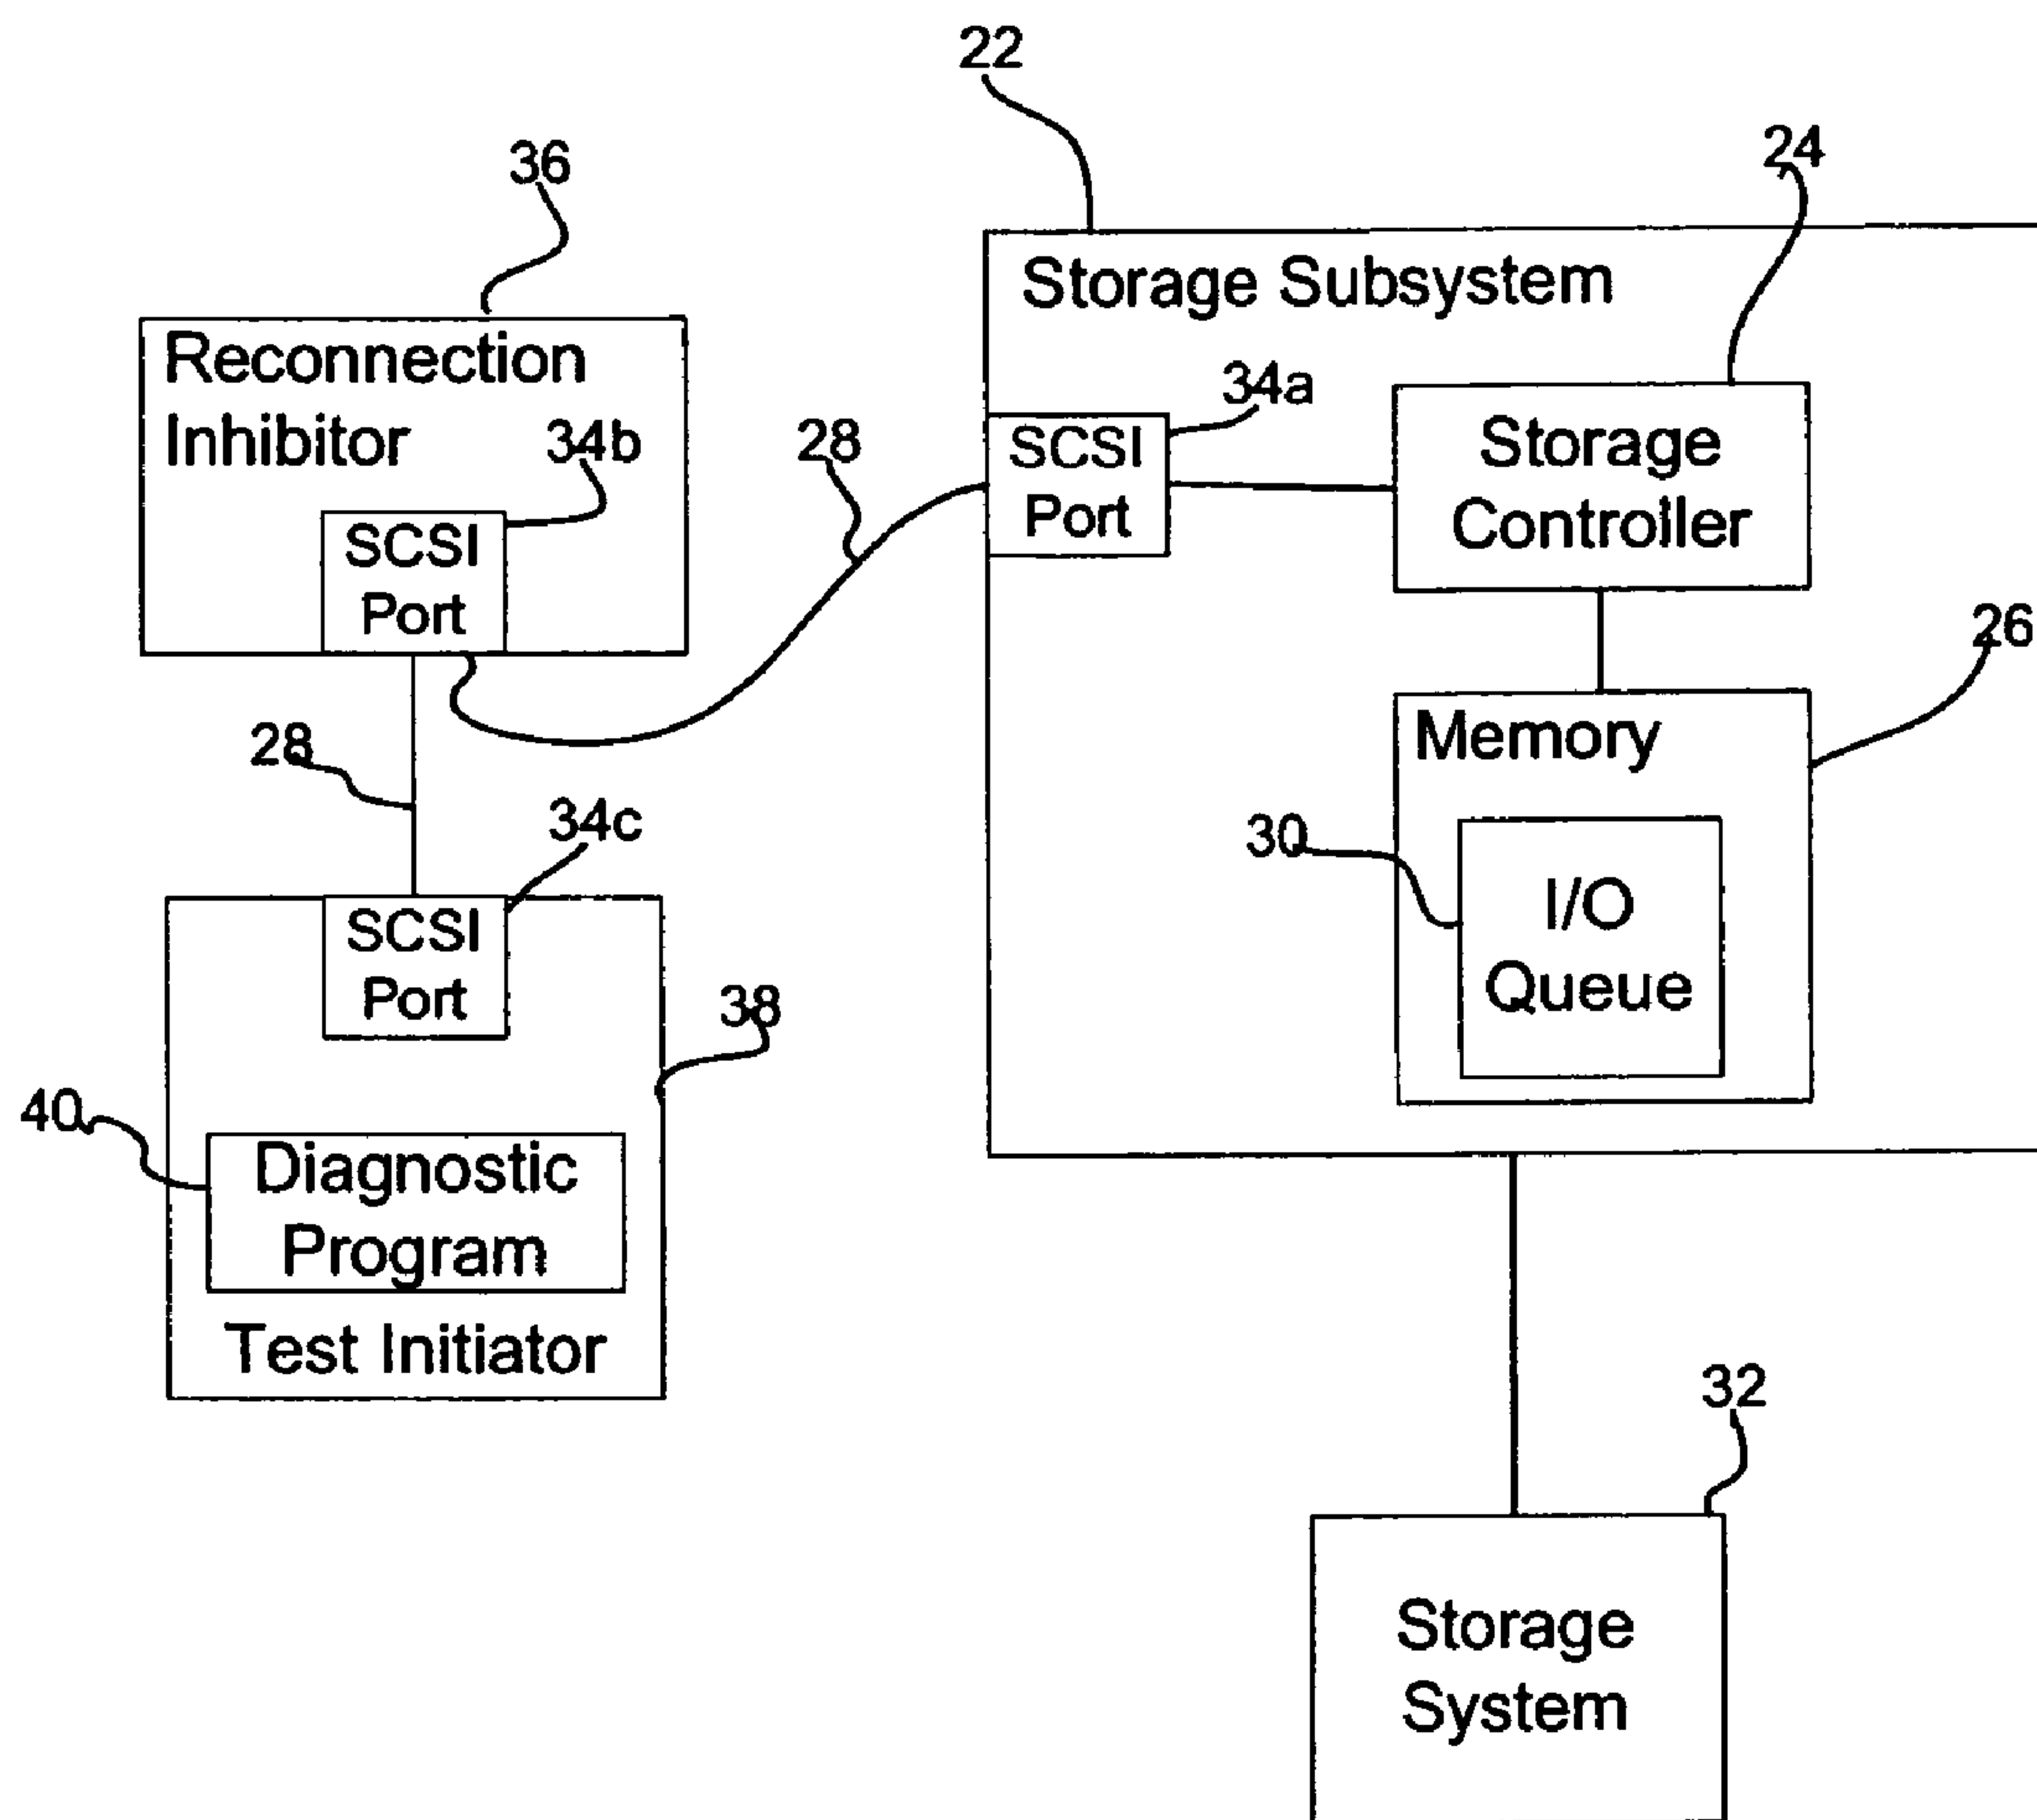 22
36
24
Storage Subsystem
Reconnection
Inhibitor
34b
28
34a
SCSI
Port
Storage
Controller
SCSI
Port
26
28
Memory
34c
30
I/O
Queue
SCSI
Port
38
40
Diagnostic
Program
Test Initiator
32
Storage
System